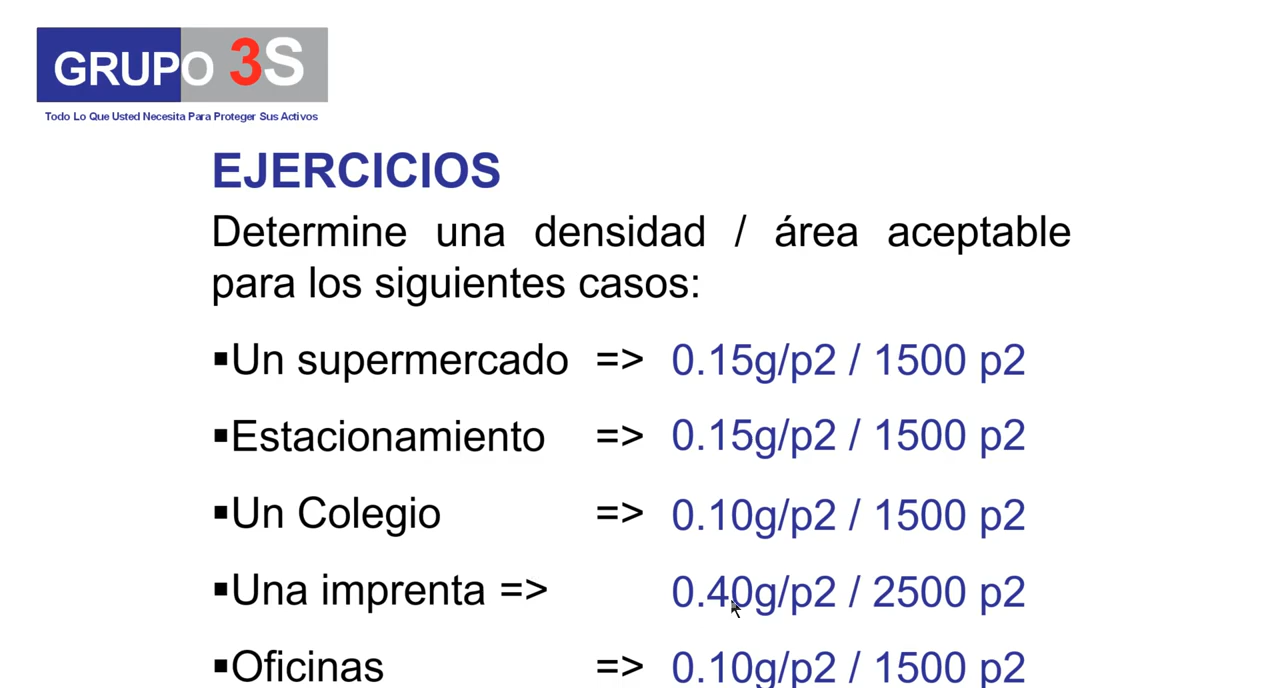 GRUPO 3S
Todo Lo Que Usted Necesita Para Proteger Sus Activos
EJERCICIOS
Determine una densidad / área aceptable
para los siguientes casos:
▪Un supermercado => 0.15g/p2 / 1500 p2
▪Estacionamiento => 0.15g/p2 / 1500 p2
▪Un Colegio => 0.10g/p2 / 1500 p2
▪Una imprenta => 0.40g/p2 / 2500 p2
▪Oficinas => 0.10g/p2 / 1500 p2